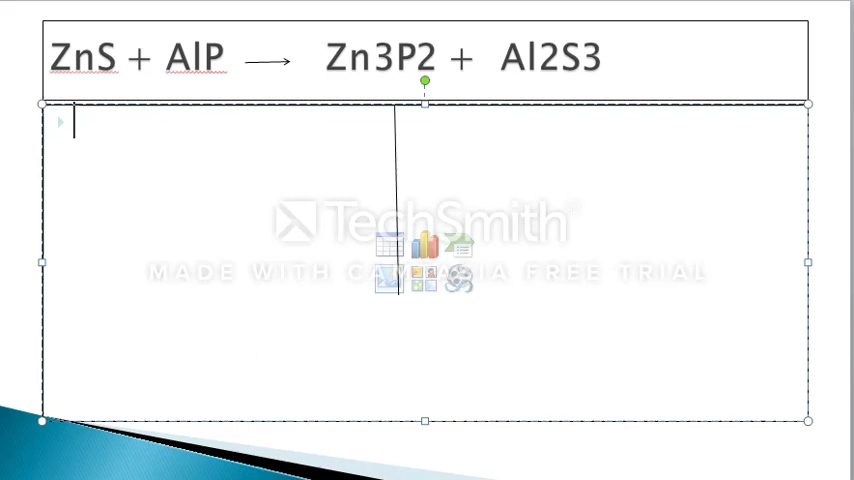 ZnS + AlP Zn3P2 + Al2S3
TechSmith
MADE WITH CAMTASIA FREE TRIAL